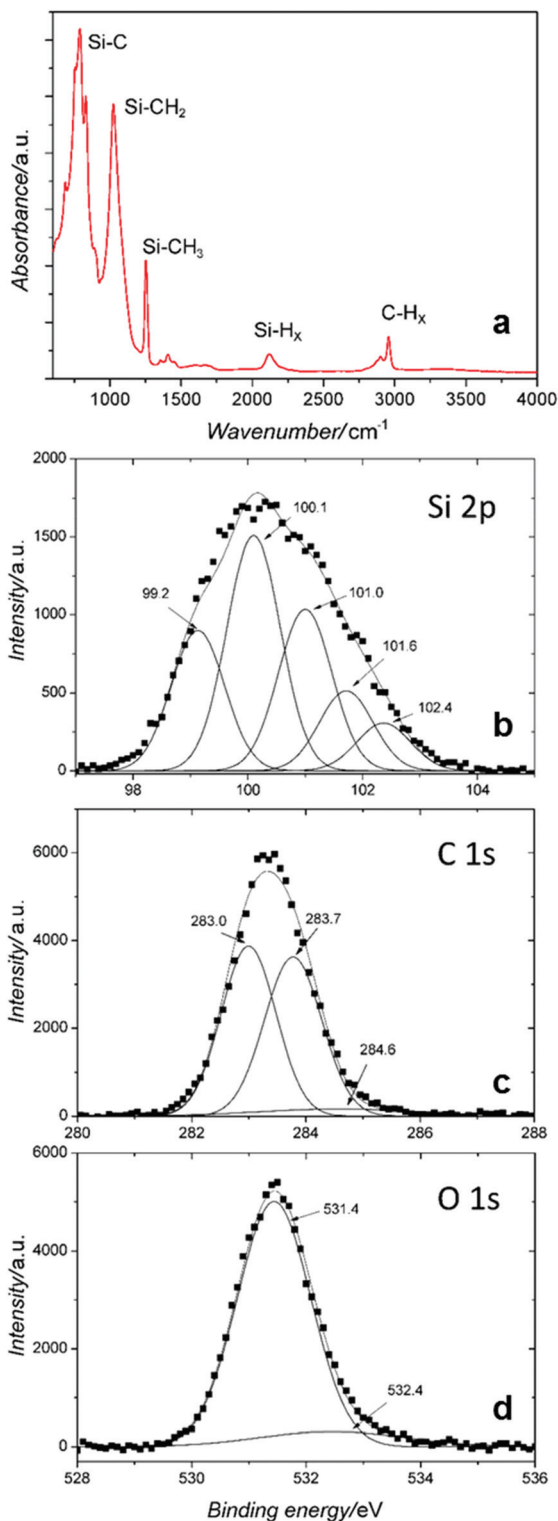 Absorbance/a.u.
Si-C
Si-CH₂
Si-CH₃
Si-Hₓ
C-Hₓ
a
1000 1500 2000 2500 3000 3500 4000
Wavenumber/cm⁻¹
Intensity/a.u.
2000
1500
1000
500
0
Si 2p
99.2
100.1
101.0
101.6
102.4
b
98 100 102 104
Intensity/a.u.
6000
4000
2000
0
C 1s
283.0
283.7
284.6
c
280 282 284 286 288
Intensity/a.u.
6000
4000
2000
0
O 1s
531.4
532.4
d
528 530 532 534 536
Binding energy/eV